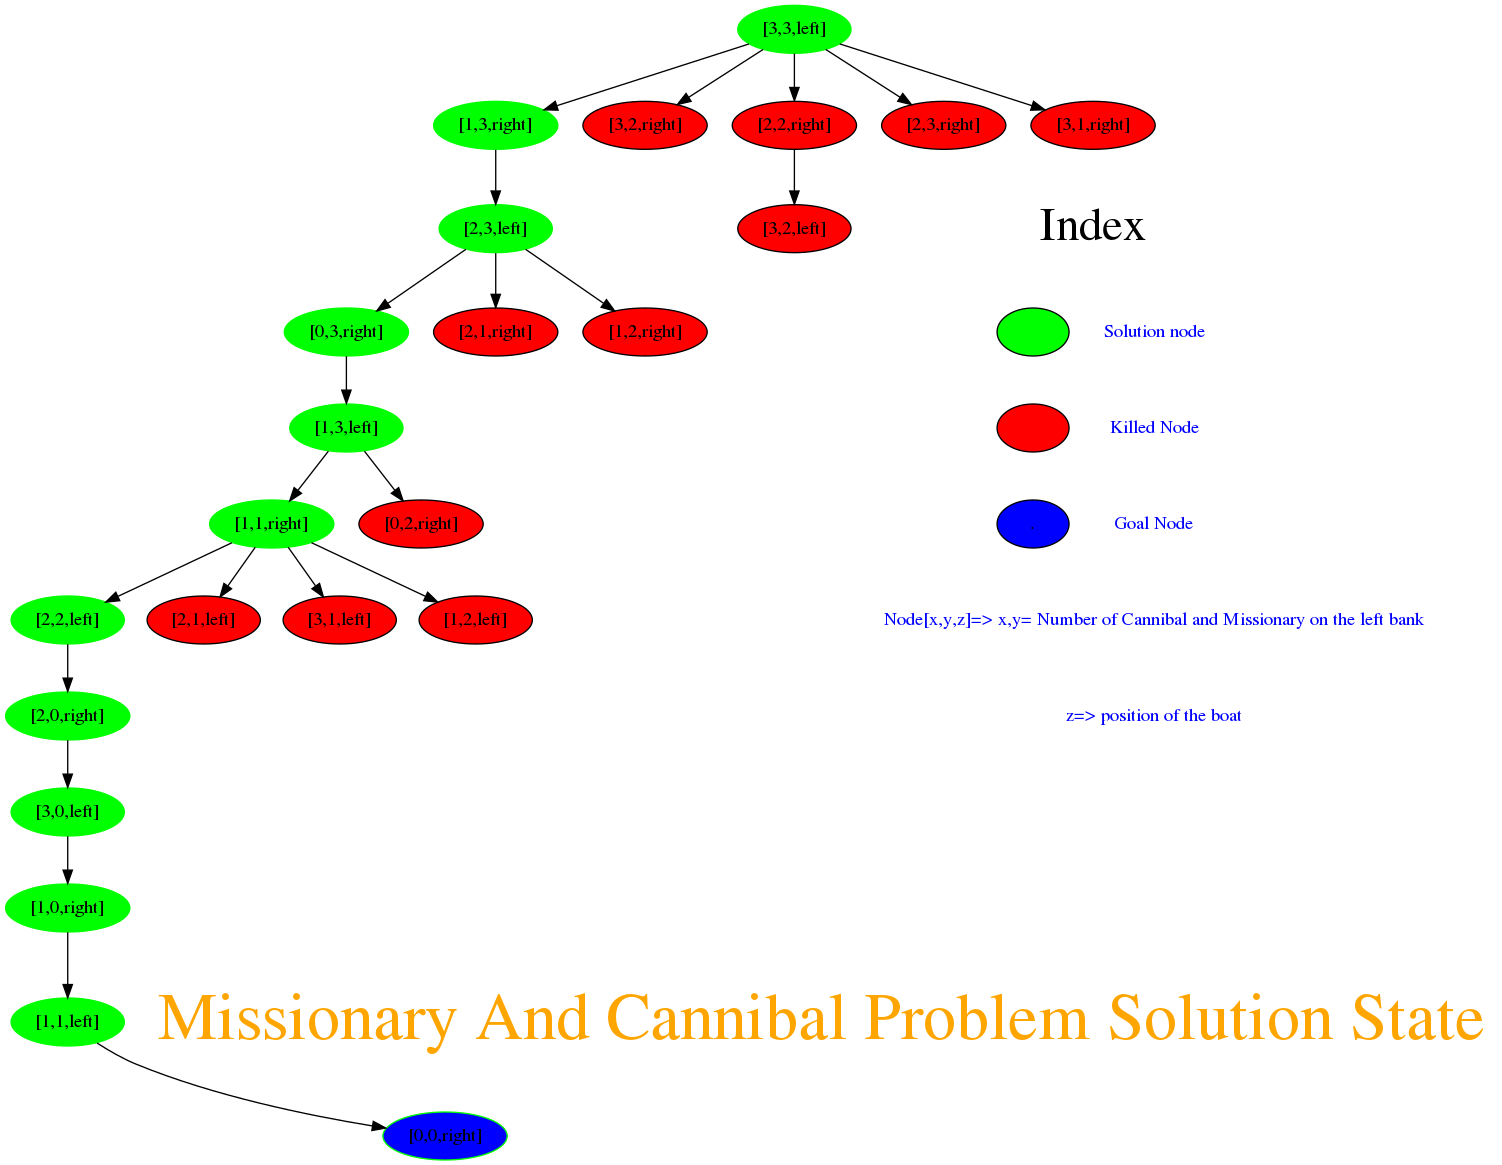 [3,3,left]
[1,3,right]
[3,2,right]
[2,2,right]
[2,3,right]
[3,1,right]
[2,3,left]
[3,2,left]
Index
[0,3,right]
[2,1,right]
[1,2,right]
Solution node
[1,3,left]
Killed Node
[1,1,right]
[0,2,right]
.
Goal Node
[2,2,left]
[2,1,left]
[3,1,left]
[1,2,left]
Node[x,y,z]=> x,y= Number of Cannibal and Missionary on the left bank
[2,0,right]
z=> position of the boat
[3,0,left]
[1,0,right]
[1,1,left]
Missionary And Cannibal Problem Solution State
[0,0,right]